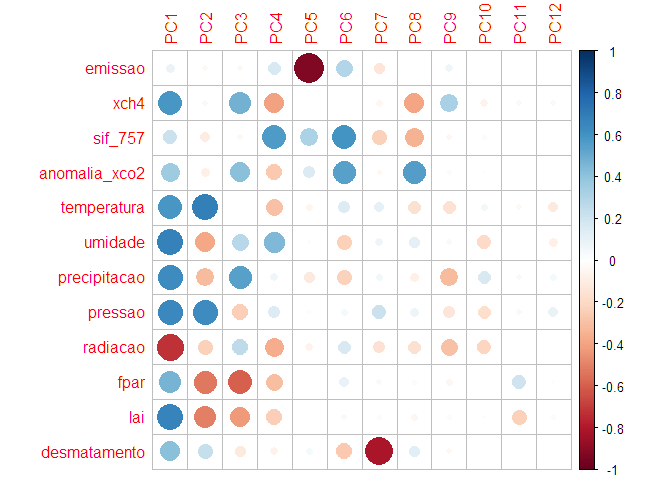 PC1 PC2 PC3 PC4 PC5 PC6 PC7 PC8 PC9 PC10 PC11 PC12
emissao
xch4
sif_757
anomalia_xco2
temperatura
umidade
precipitacao
pressao
radiacao
fpar
lai
desmatamento
1
0.8
0.6
0.4
0.2
0
-0.2
-0.4
-0.6
-0.8
-1